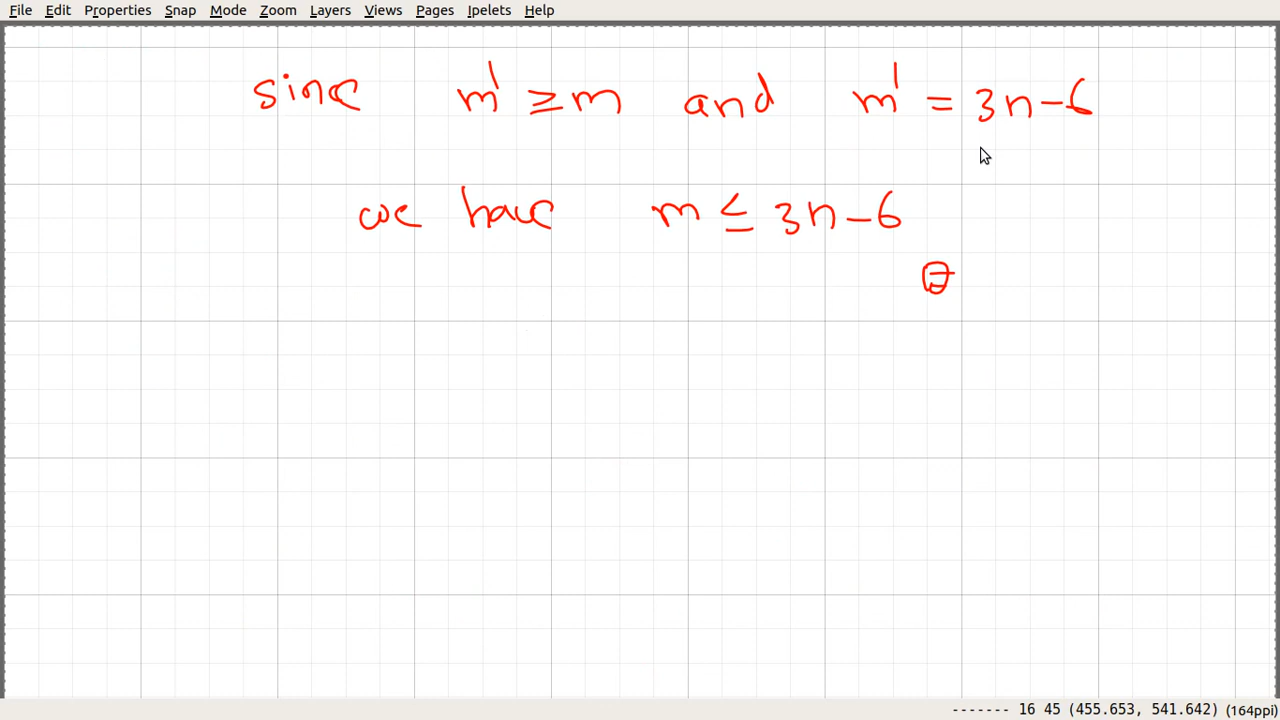 File Edit Properties Snap Mode Zoom Layers Views Pages Ipelets Help
since m' ≥ m and m' = 3n-6
we have m ≤ 3n-6
------- 16 45 (455.653, 541.642) (164ppi)